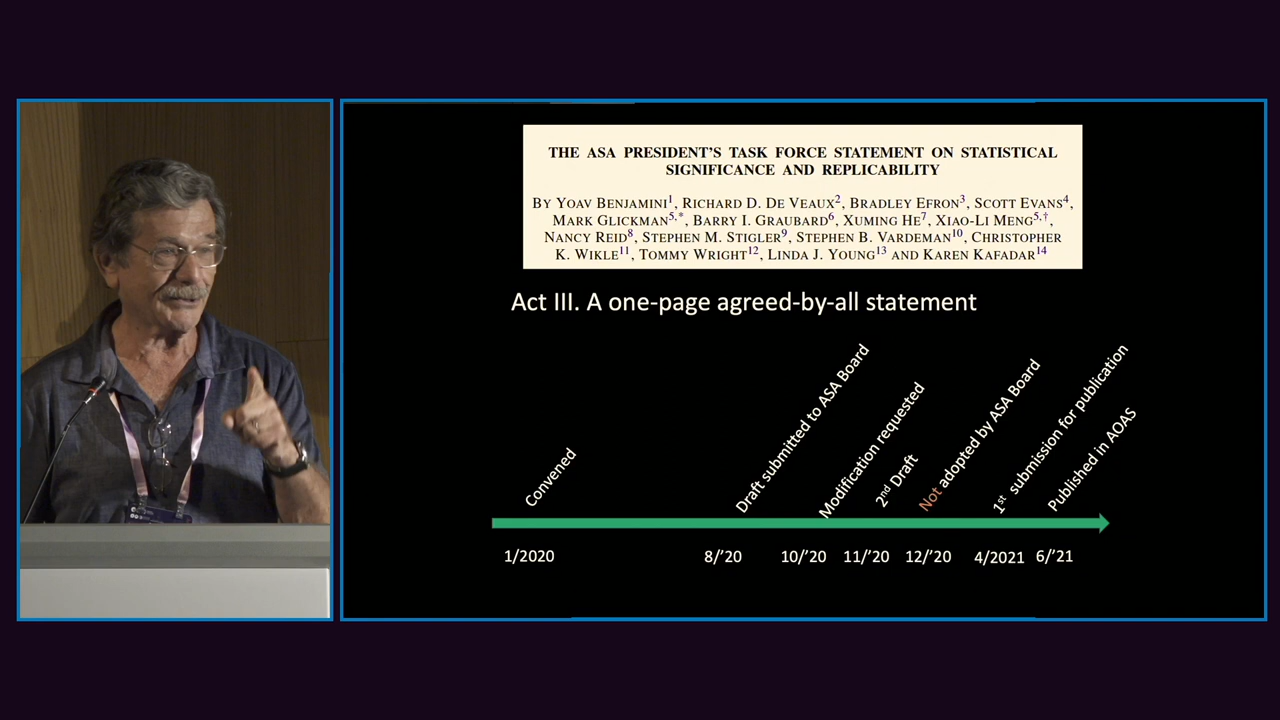 THE ASA PRESIDENT'S TASK FORCE STATEMENT ON STATISTICAL
SIGNIFICANCE AND REPLICABILITY
BY YOAV BENJAMINI1, RICHARD D. DE VEAUX2, BRADLEY EFRON3, SCOTT EVANS4,
MARK GLICKMAN5,*, BARRY I. GRAUBARD6, XUMING HE7, XIAO-LI MENG5,†,
NANCY REID8, STEPHEN M. STIGLER9, STEPHEN B. VARDEMAN10, CHRISTOPHER
K. WIKLE11, TOMMY WRIGHT12, LINDA J. YOUNG13 AND KAREN KAFADAR14
Act III. A one-page agreed-by-all statement
Convened
Draft submitted to ASA Board
Modification requested
2nd Draft
Not adopted by ASA Board
1st submission for publication
Published in AOAS
1/2020
8/'20
10/'20
11/'20
12/'20
4/2021
6/'21